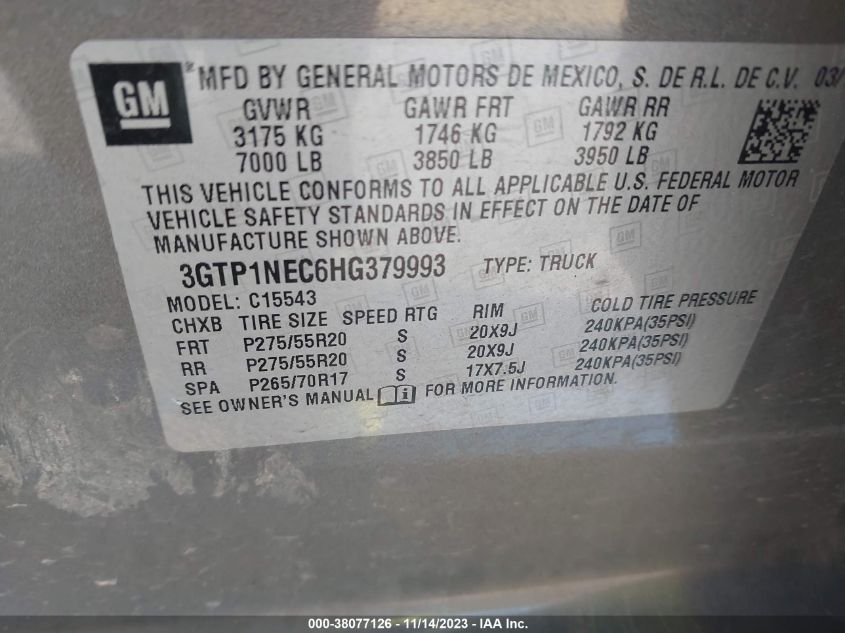 GM
® MFD BY GENERAL MOTORS DE MEXICO, S. DE R.L. DE C.V. 03/
GVWR GAWR FRT GAWR RR
3175 KG 1746 KG 1792 KG
7000 LB 3850 LB 3950 LB
THIS VEHICLE CONFORMS TO ALL APPLICABLE U.S. FEDERAL MOTOR
VEHICLE SAFETY STANDARDS IN EFFECT ON THE DATE OF
MANUFACTURE SHOWN ABOVE.
3GTP1NEC6HG379993 TYPE: TRUCK
MODEL: C15543
CHXB TIRE SIZE SPEED RTG RIM COLD TIRE PRESSURE
FRT P275/55R20 S 20X9J 240KPA(35PSI)
RR P275/55R20 S 20X9J 240KPA(35PSI)
SPA P265/70R17 S 17X7.5J 240KPA(35PSI)
SEE OWNER'S MANUAL i FOR MORE INFORMATION.
000-38077126 - 11/14/2023 - IAA Inc.